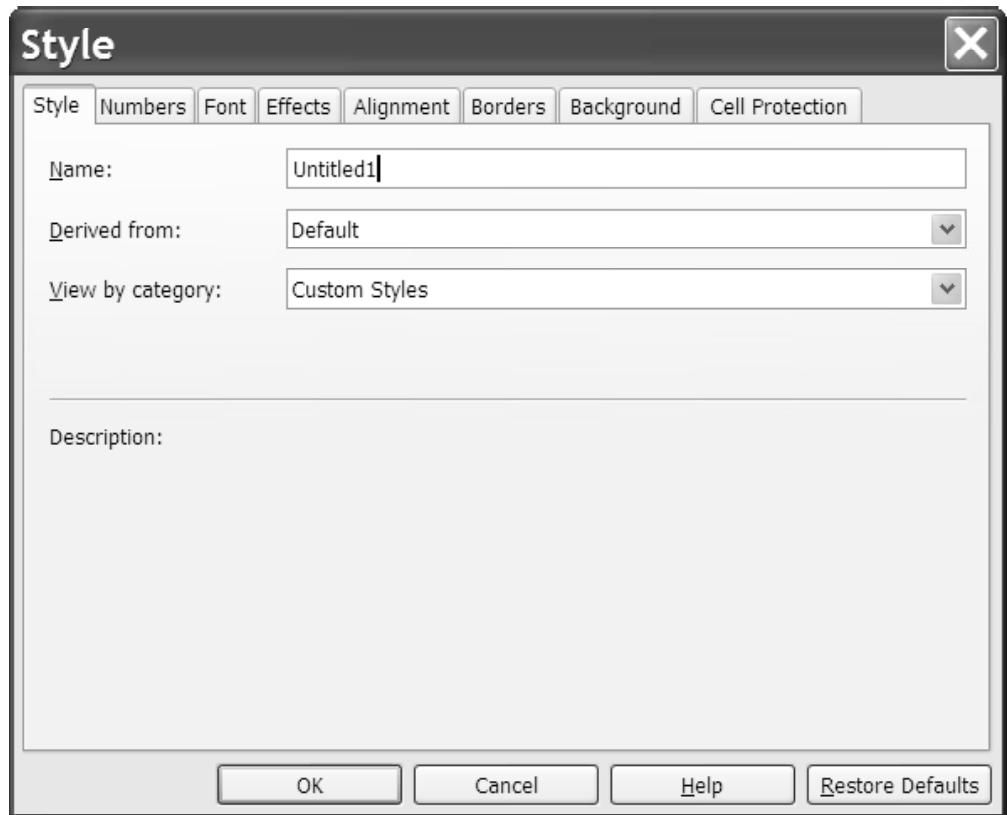 Style
Style Numbers Font Effects Alignment Borders Background Cell Protection
Name: Untitled1
Derived from: Default
View by category: Custom Styles
Description:
OK Cancel Help Restore Defaults